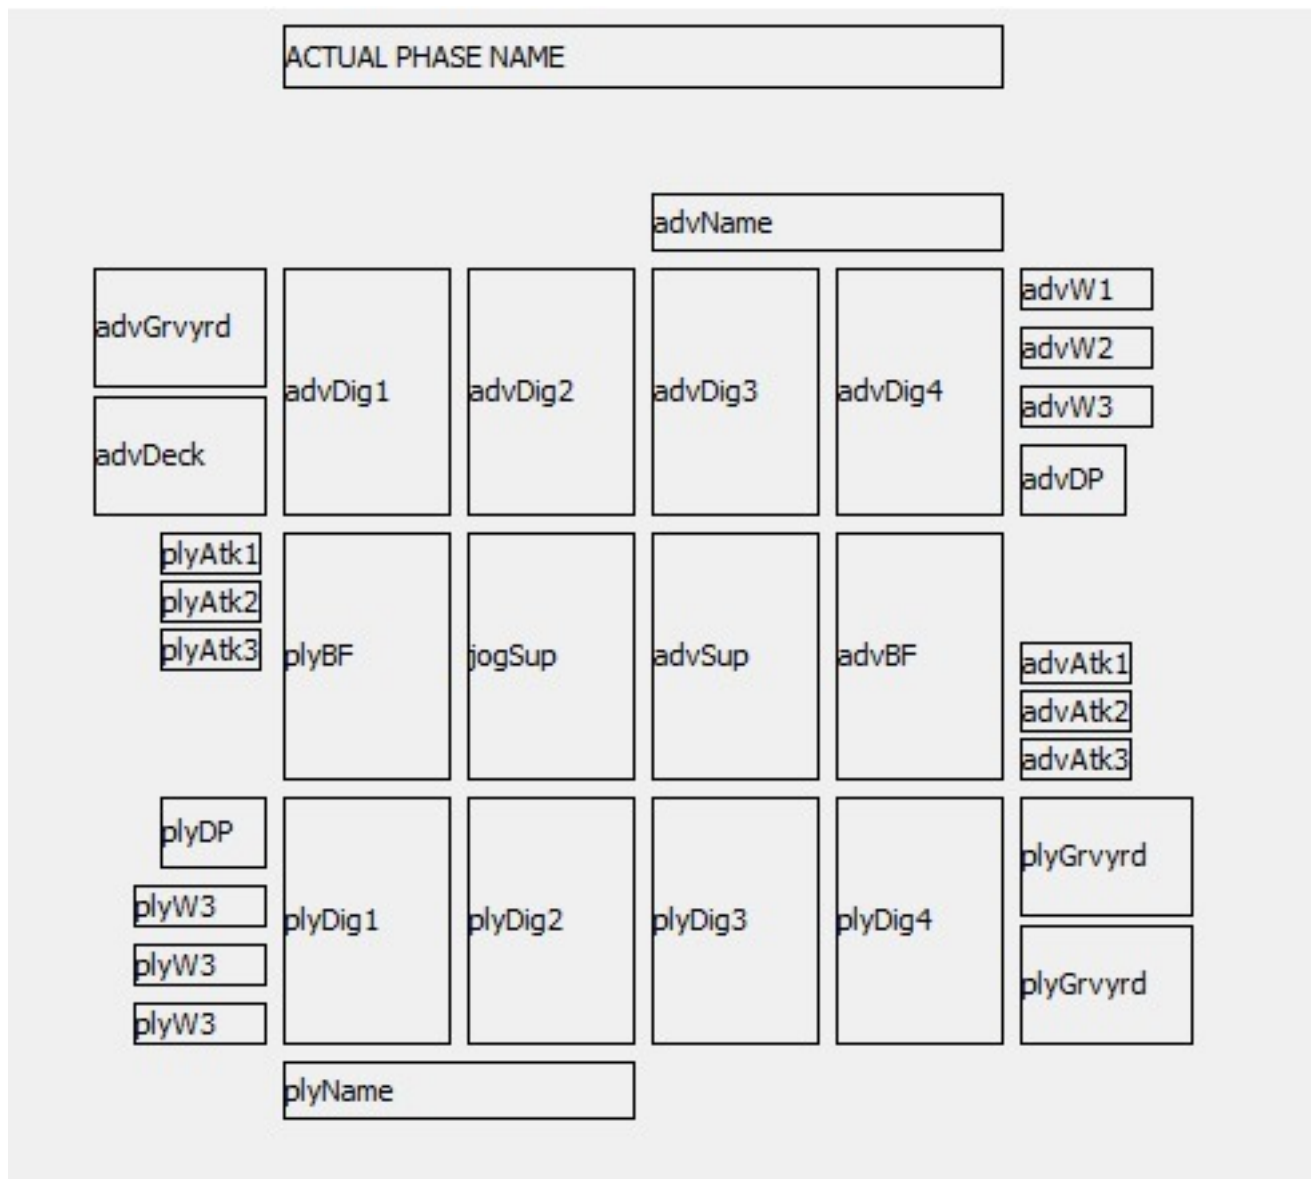 ACTUAL PHASE NAME
advName
advGrvyrd
advDeck
advDig1
advDig2
advDig3
advDig4
advW1
advW2
advW3
advDP
plyAtk1
plyAtk2
plyAtk3
plyBF
jogSup
advSup
advBF
advAtk1
advAtk2
advAtk3
plyDP
plyW3
plyW3
plyW3
plyDig1
plyDig2
plyDig3
plyDig4
plyGrvyrd
plyGrvyrd
plyName